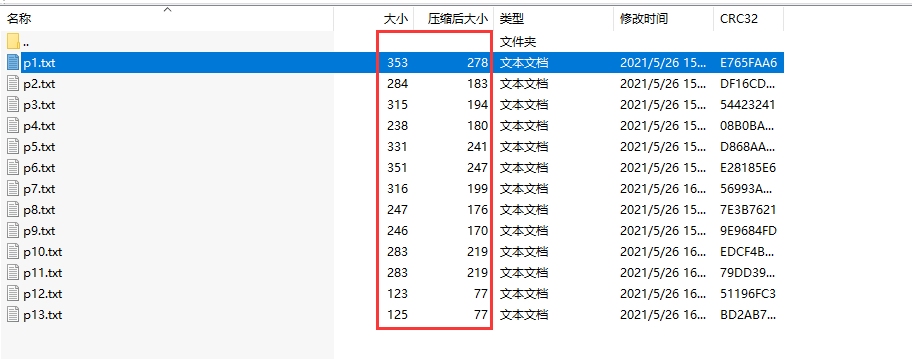 名称 大小 压缩后大小 类型 修改时间 CRC32
.. 文件夹
p1.txt 353 278 文本文档 2021/5/26 15... E765FAA6
p2.txt 284 183 文本文档 2021/5/26 15... DF16CD...
p3.txt 315 194 文本文档 2021/5/26 15... 54423241
p4.txt 238 180 文本文档 2021/5/26 15... 08B0BA...
p5.txt 331 241 文本文档 2021/5/26 15... D868AA...
p6.txt 351 247 文本文档 2021/5/26 15... E28185E6
p7.txt 316 199 文本文档 2021/5/26 16... 56993A...
p8.txt 247 176 文本文档 2021/5/26 15... 7E3B7621
p9.txt 246 170 文本文档 2021/5/26 15... 9E9684FD
p10.txt 283 219 文本文档 2021/5/26 16... EDCF4B...
p11.txt 283 219 文本文档 2021/5/26 16... 79DD39...
p12.txt 123 77 文本文档 2021/5/26 16... 51196FC3
p13.txt 125 77 文本文档 2021/5/26 16... BD2AB7...